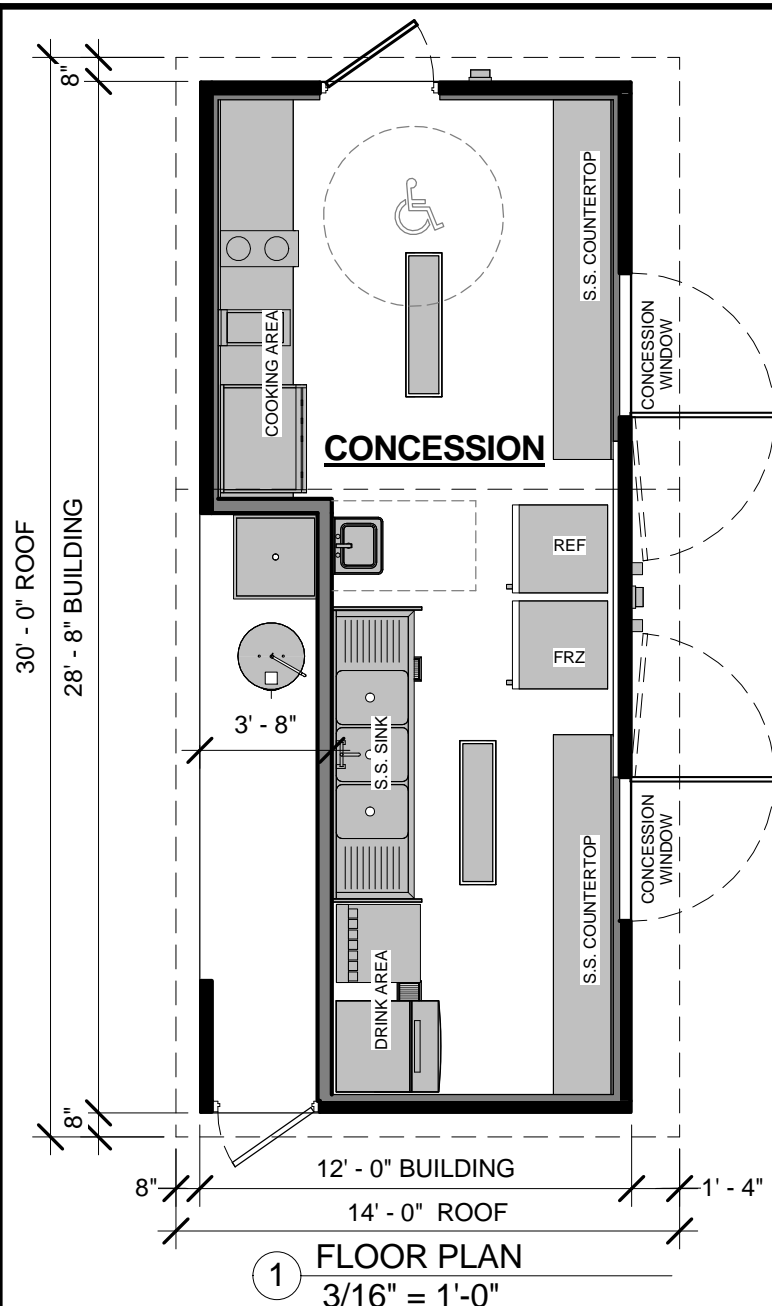 8"
COOKING AREA
S.S. COUNTERTOP
CONCESSION
WINDOW
CONCESSION
30' - 0" ROOF
28' - 8" BUILDING
REF
FRZ
3' - 8"
S.S. SINK
DRINK AREA
S.S. COUNTERTOP
CONCESSION
WINDOW
8"
12' - 0" BUILDING
8"
1' - 4"
14' - 0" ROOF
1
FLOOR PLAN
3/16" = 1'-0"